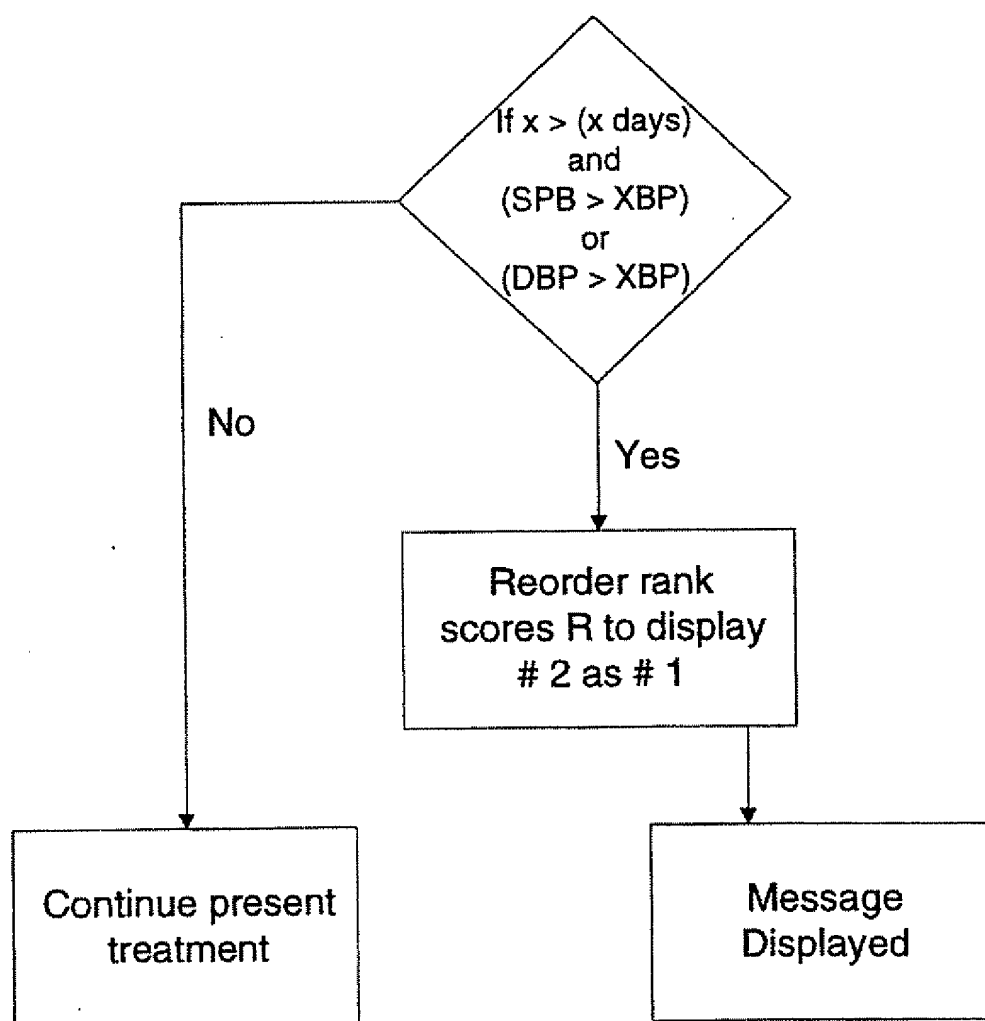 If x > (x days)
and
(SPB > XBP)
or
(DBP > XBP)
No
Yes
Reorder rank
scores R to display
# 2 as # 1
Continue present
treatment
Message
Displayed